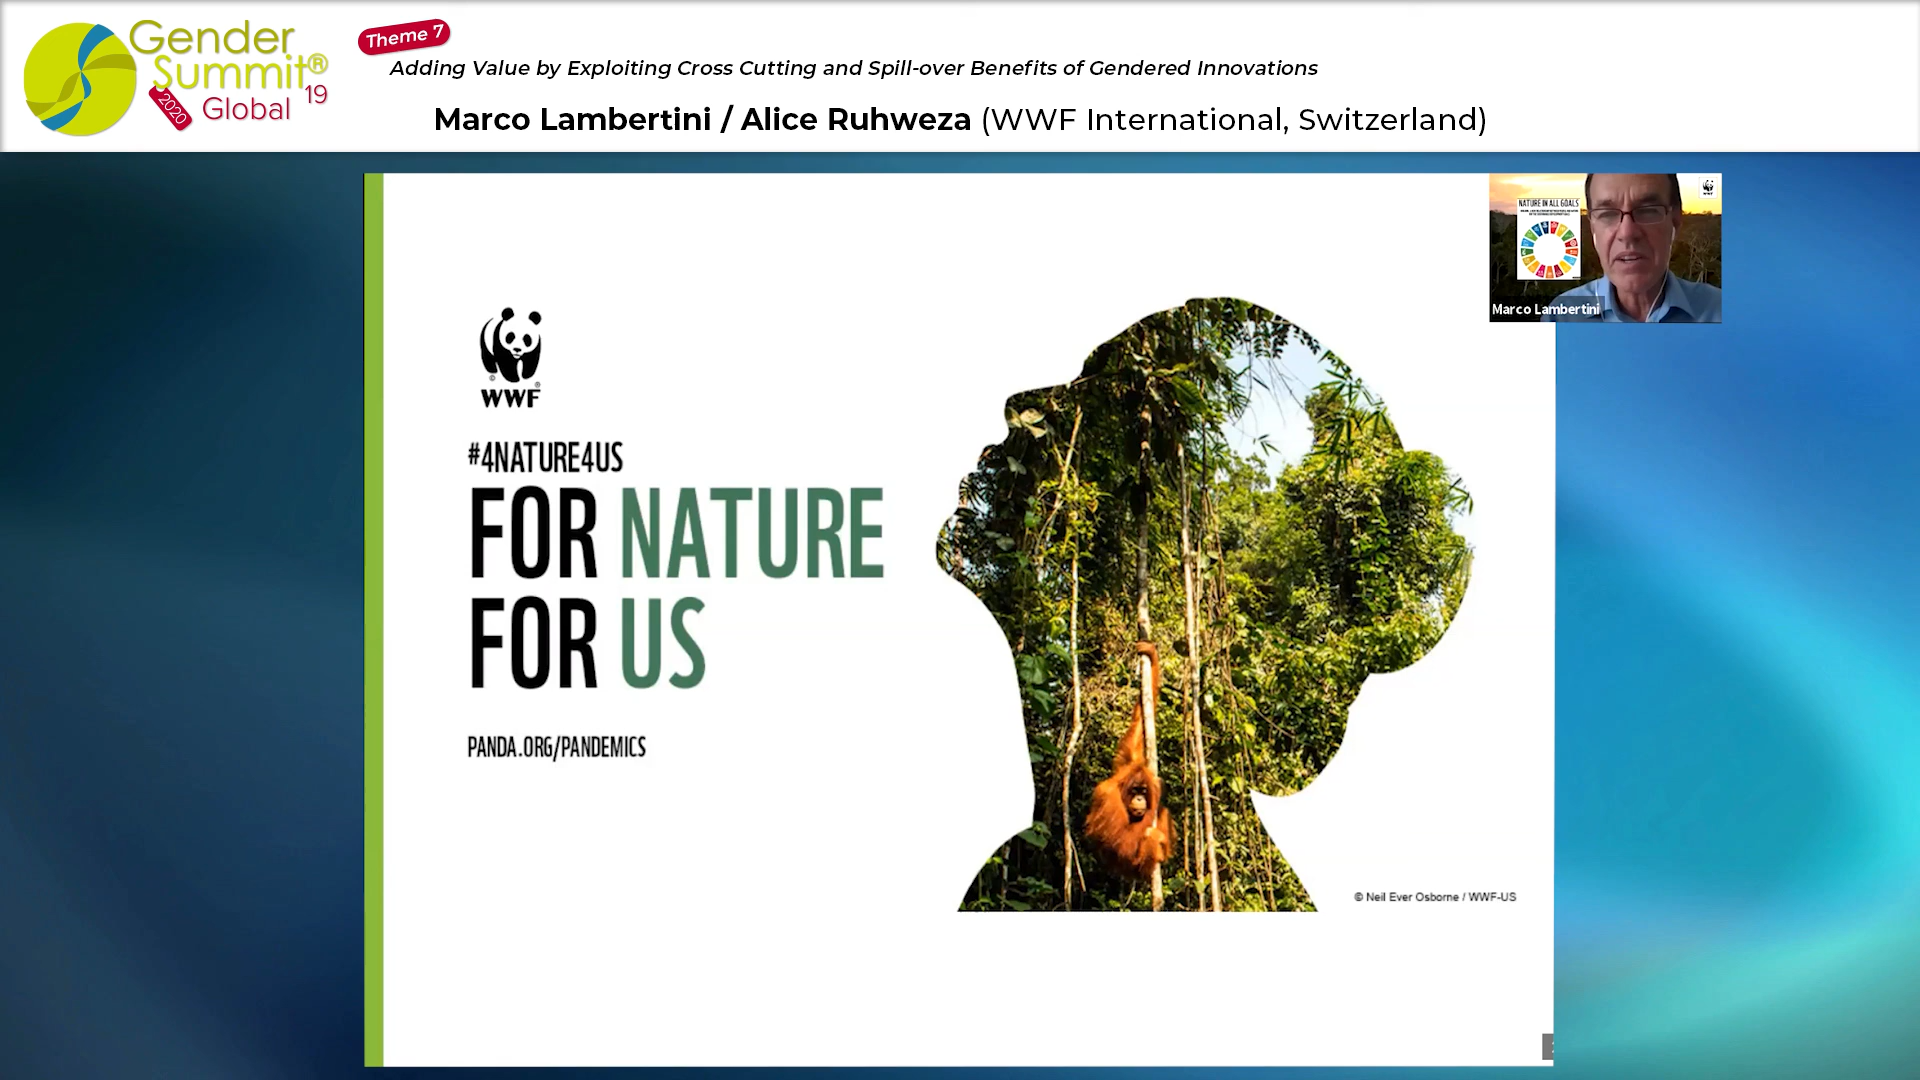 Gender
Summit®
Global 19
2020
Theme 7
Adding Value by Exploiting Cross Cutting and Spill-over Benefits of Gendered Innovations
Marco Lambertini / Alice Ruhweza (WWF International, Switzerland)
NATURE IN ALL GOALS
WWF
Marco Lambertini
WWF
#4NATURE4US
FOR NATURE
FOR US
PANDA.ORG/PANDEMICS
© Neil Ever Osborne / WWF-US